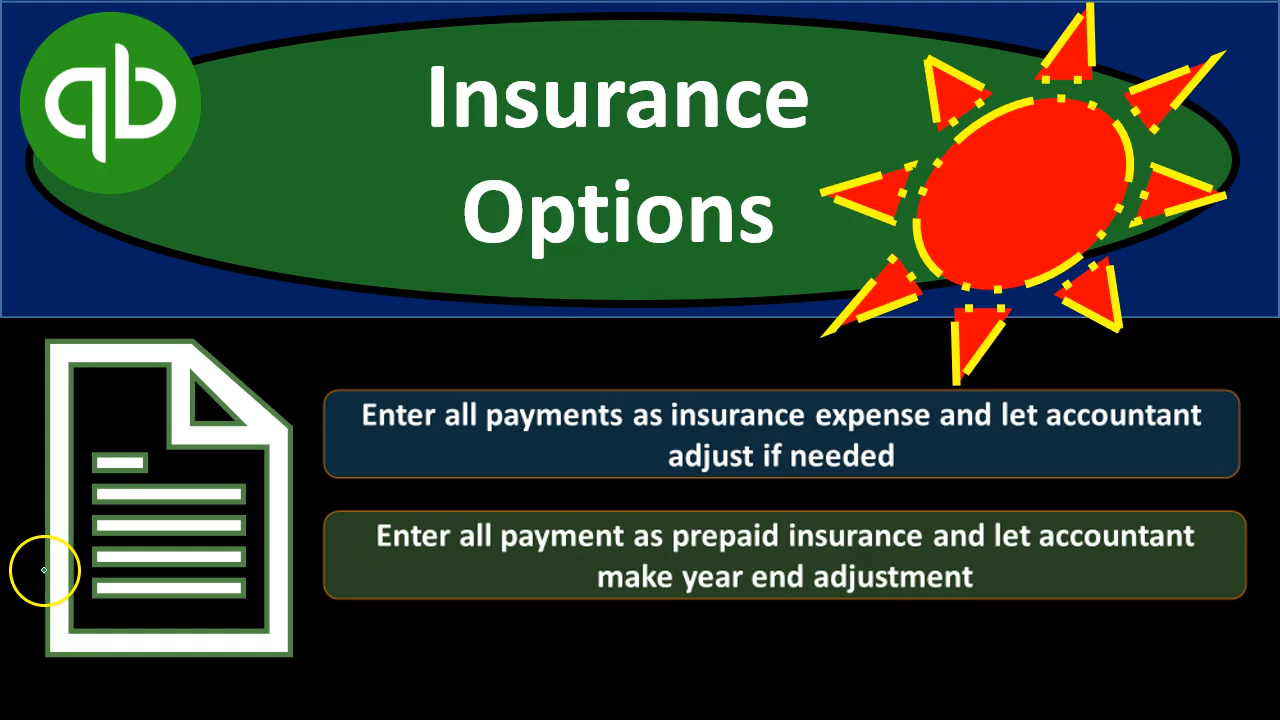 qb
Insurance
Options
Enter all payments as insurance expense and let accountant
adjust if needed
Enter all payment as prepaid insurance and let accountant
make year end adjustment